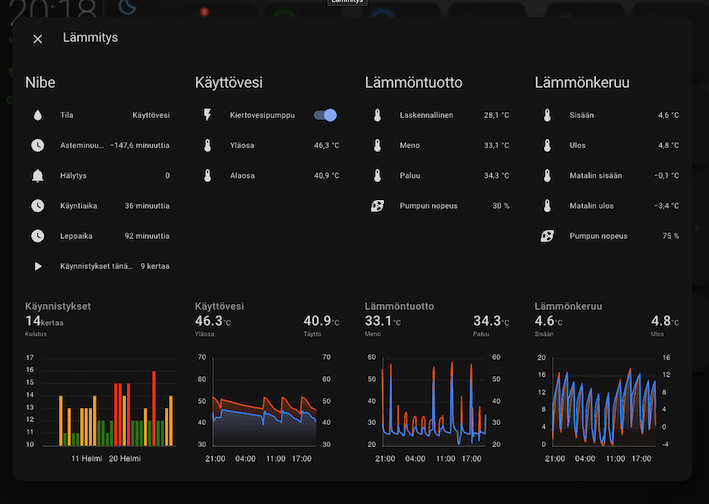 20:18
Lämmitys
Lämmitys
Nibe
Tila Käyttövesi
Asteminuu... −147,6 minuuttia
Hälytys 0
Käyntiaika 36 minuuttia
Lepoaika 92 minuuttia
Käynnistykset tänä... 9 kertaa
Käyttövesi
Kiertovesipumppu
Yläosa 46,3 °C
Alaosa 40,9 °C
Lämmöntuotto
Laskennallinen 28,1 °C
Meno 33,1 °C
Paluu 34,3 °C
Pumpun nopeus 30 %
Lämmönkeruu
Sisään 4,6 °C
Ulos 4,8 °C
Matalin sisään −0,1 °C
Matalin ulos −3,4 °C
Pumpun nopeus 75 %
Käynnistykset
14kertaa
Kulutus
17
16
15
14
13
12
11
10
11 Helmi 20 Helmi
Käyttövesi
46.3°C 40.9°C
Yläosa Täyttö
70 70
60 60
50 50
40 40
30 30
21:00 04:00 11:00 17:00
Lämmöntuotto
33.1°C 34.3°C
Meno Paluu
60 60
50 50
40 40
30 30
20 20
21:00 04:00 11:00 17:00
Lämmönkeruu
4.6°C 4.8°C
Sisään Ulos
20 16
16 12
12 8
8 4
4 0
0 -4
21:00 04:00 11:00 17:00